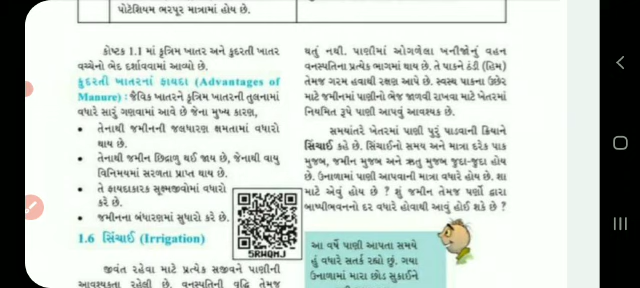 પોટેશિયમ ભરપૂર માત્રામાં હોય છે.
કોષ્ટક 1.1 માં કૃત્રિમ ખાતર અને કુદરતી ખાતર
વચ્ચેનો ભેદ દર્શાવવામાં આવ્યો છે.
કુદરતી ખાતરનાં ફાયદા (Advantages of
Manure) : જૈવિક ખાતરને કૃત્રિમ ખાતરની તુલનામાં
વધારે સારું ગણવામાં આવે છે જેના મુખ્ય કારણ,
• તેનાથી જમીનની જલધારણ ક્ષમતામાં વધારો
થાય છે.
• તેનાથી જમીન છિદ્રાળુ થઈ જાય છે, જેનાથી વાયુ
વિનિમયમાં સરળતા પ્રાપ્ત થાય છે.
• તે ફાયદાકારક સૂક્ષ્મજીવોમાં વધારો
કરે છે.
• જમીનના બંધારણમાં સુધારો કરે છે.
5RWQMJ
1.6 સિંચાઈ (Irrigation)
જીવંત રહેવા માટે પ્રત્યેક સજીવને પાણીની
આવશ્યકતા રહેલી છે. વનસ્પતિની વૃદ્ધિ તેમજ
થતું નથી. પાણીમાં ઓગળેલા ખનીજોનું વહન
વનસ્પતિના પ્રત્યેક ભાગમાં થાય છે. તે પાકને ઠંડી (હિમ)
તેમજ ગરમ હવાથી રક્ષણ આપે છે. સ્વસ્થ પાકના ઉછેર
માટે જમીનમાં પાણીનો ભેજ જાળવી રાખવા માટે ખેતરમાં
નિયમિત રૂપે પાણી આપવું આવશ્યક છે.
સમયાંતરે ખેતરમાં પાણી પુરું પાડવાની ક્રિયાને
સિંચાઈ કહે છે. સિંચાઈનો સમય અને માત્રા દરેક પાક
મુજબ, જમીન મુજબ અને ઋતુ મુજબ જુદા-જુદા હોય
છે. ઉનાળામાં પાણી આપવાની માત્રા વધારે હોય છે. શા
માટે એવું હોય છે ? શું જમીન તેમજ પર્ણો દ્વારા
બાષ્પીભવનનો દર વધારે હોવાથી આવું હોઈ શકે છે ?
આ વર્ષે પાણી આપતા સમયે
હું વધારે સતર્ક રહ્યો છું. ગયા
ઉનાળામાં મારા છોડ સુકાઈને